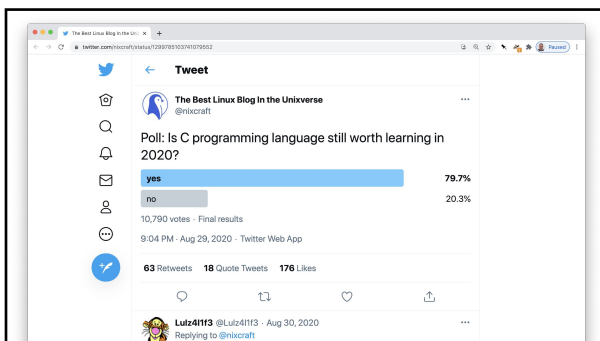 The Best Linux Blog In the Uni
twitter.com/nixcraft/status/1299785103741079552
Paused
Tweet
The Best Linux Blog In the Unixverse
@nixcraft
Poll: Is C programming language still worth learning in
2020?
yes 79.7%
no 20.3%
10,790 votes · Final results
9:04 PM · Aug 29, 2020 · Twitter Web App
63 Retweets 18 Quote Tweets 176 Likes
Lulz4l1f3 @Lulz4l1f3 · Aug 30, 2020
Replying to @nixcraft